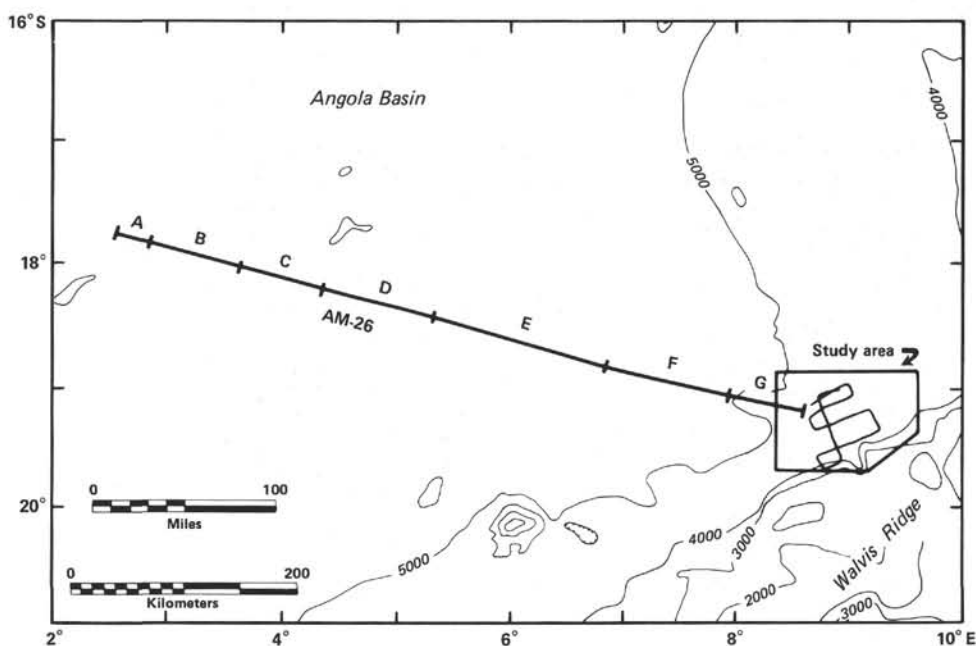 16°S
Angola Basin
4000
5000
A
B
18°
C
D
AM-26
E
Study area
F
G
0 100
Miles
20°
4000
3000
Walvis Ridge
0 200
Kilometers
5000
2000
3000
2° 4° 6° 8° 10°E